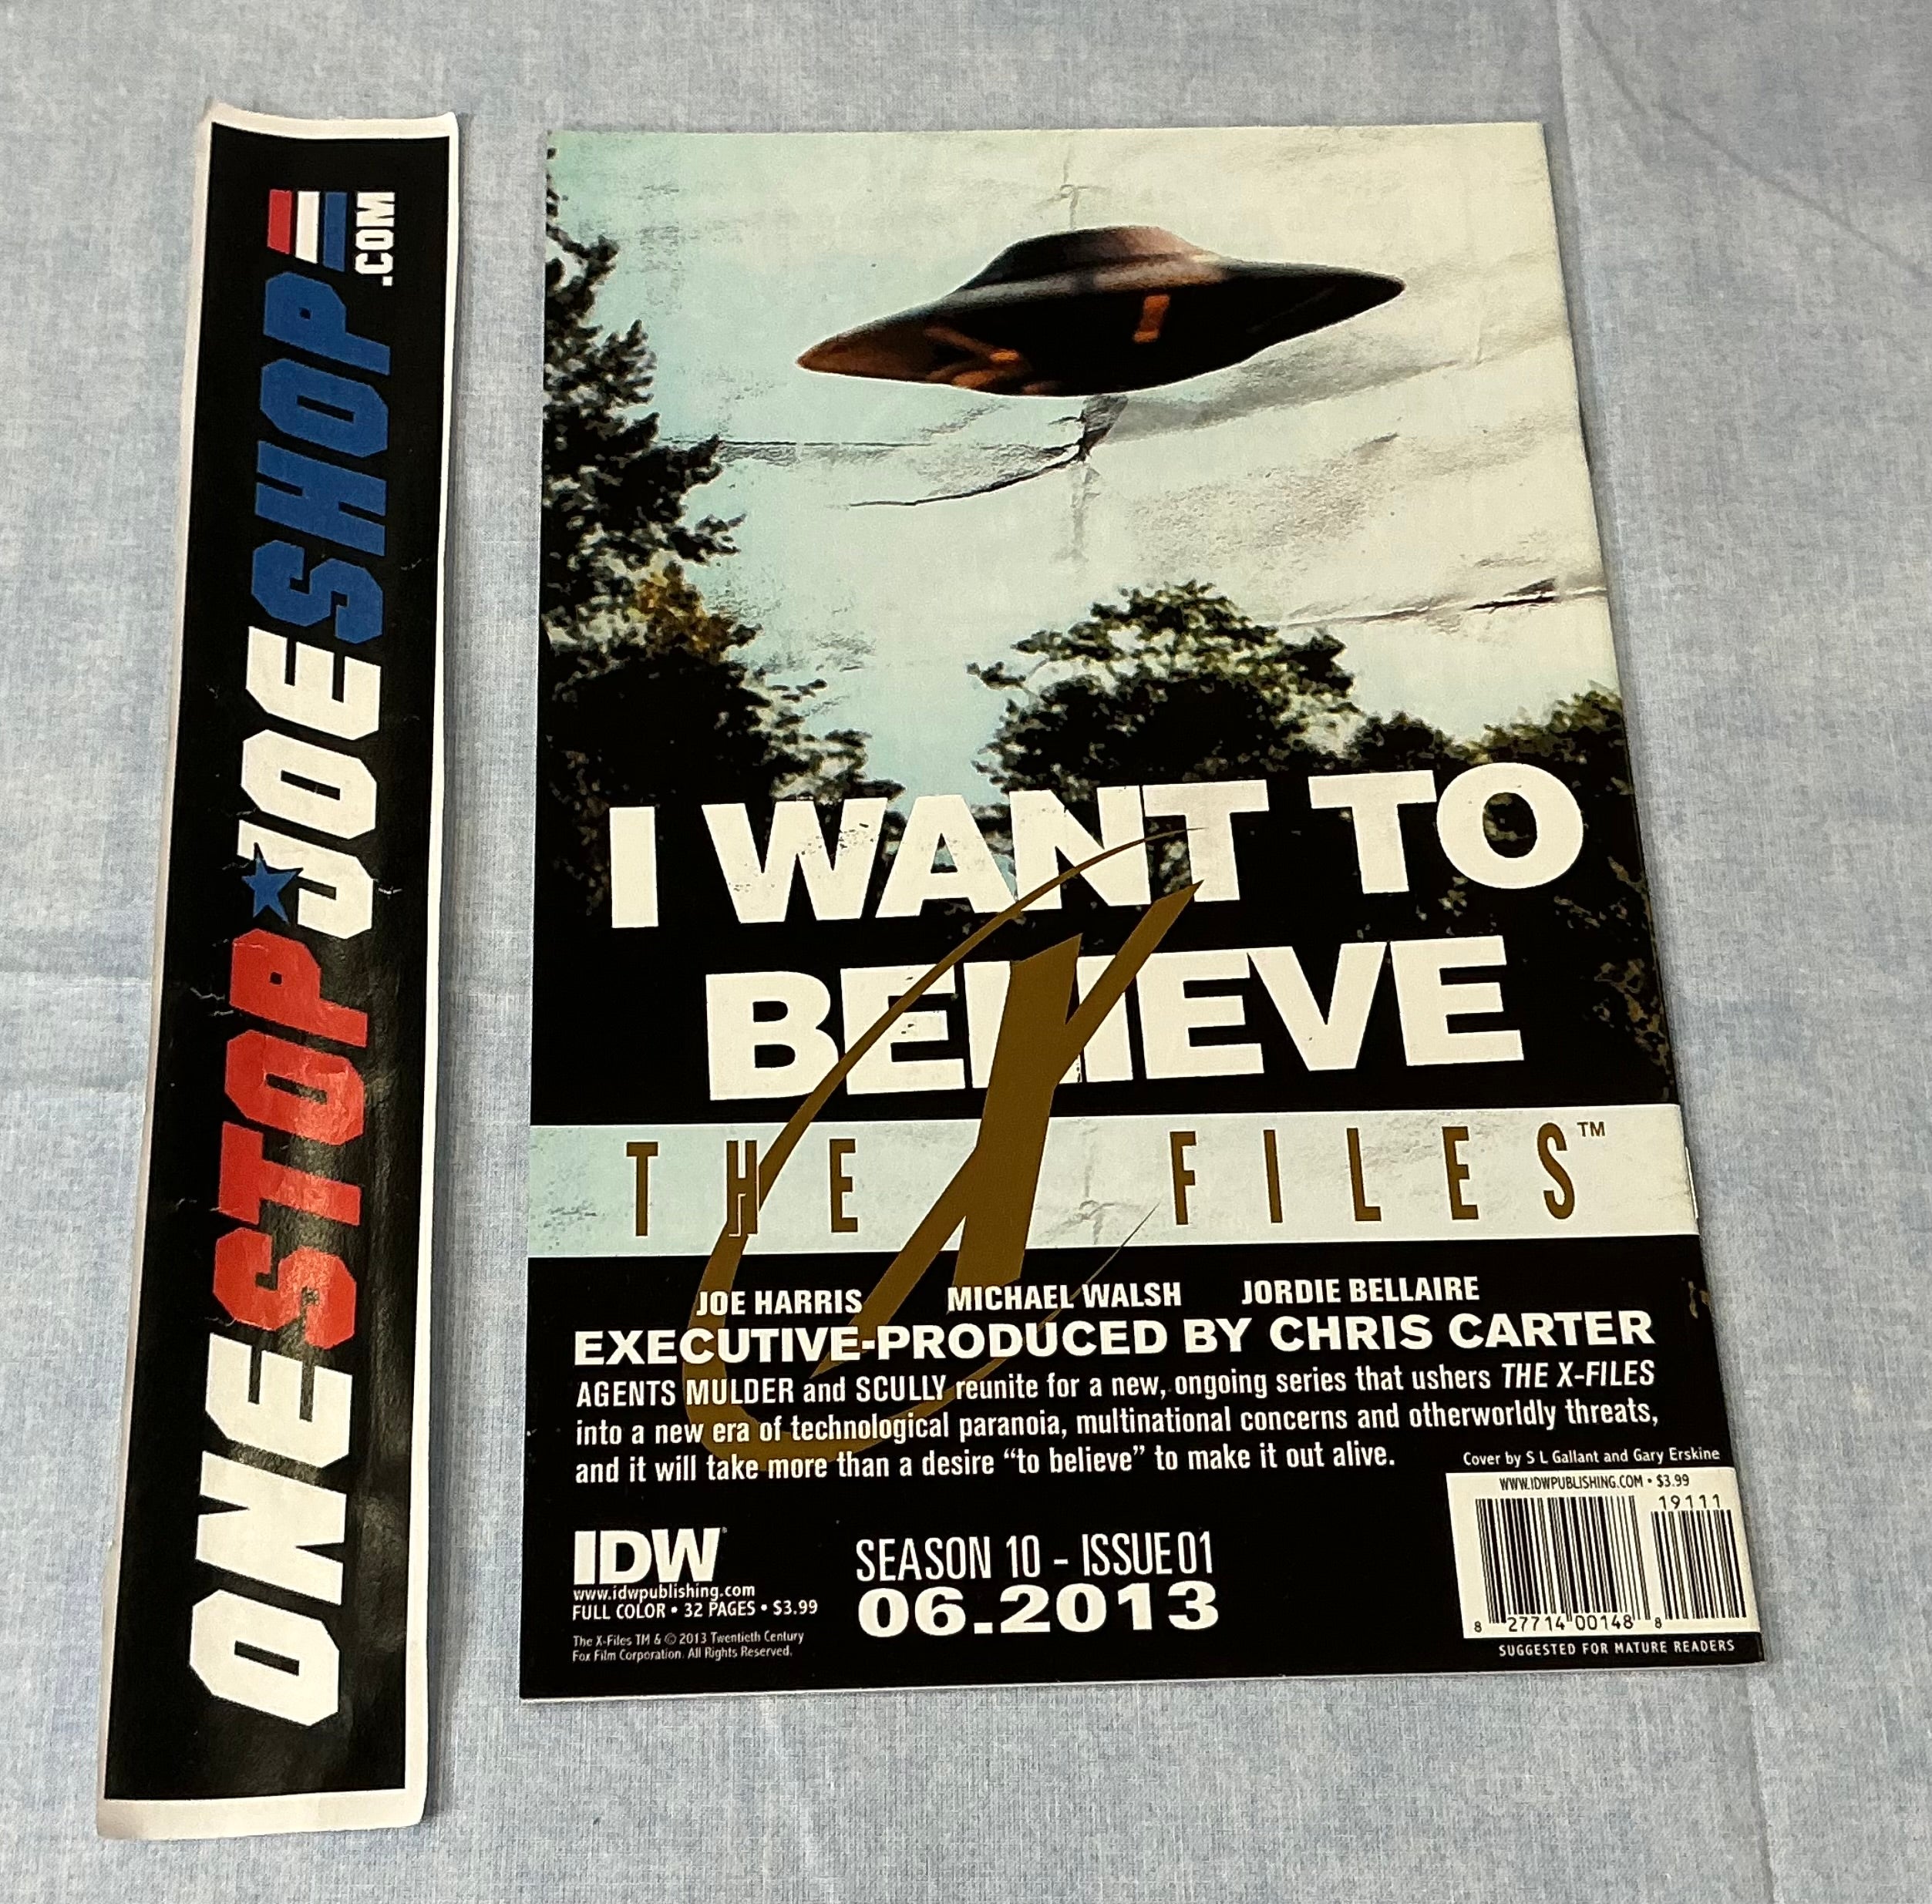 ONESTOP★JOESHOP
.COM
I WANT TO
BELIEVE
THE X FILES™
JOE HARRIS MICHAEL WALSH JORDIE BELLAIRE
EXECUTIVE-PRODUCED BY CHRIS CARTER
AGENTS MULDER and SCULLY reunite for a new, ongoing series that ushers THE X-FILES
into a new era of technological paranoia, multinational concerns and otherworldly threats,
and it will take more than a desire “to believe” to make it out alive.
Cover by S L Gallant and Gary Erskine
WWW.IDWPUBLISHING.COM • $3.99
19111
8 27714 00148 8
SUGGESTED FOR MATURE READERS
IDW
www.idwpublishing.com
FULL COLOR • 32 PAGES • $3.99
The X-Files TM & © 2013 Twentieth Century
Fox Film Corporation. All Rights Reserved.
SEASON 10 - ISSUE 01
06.2013